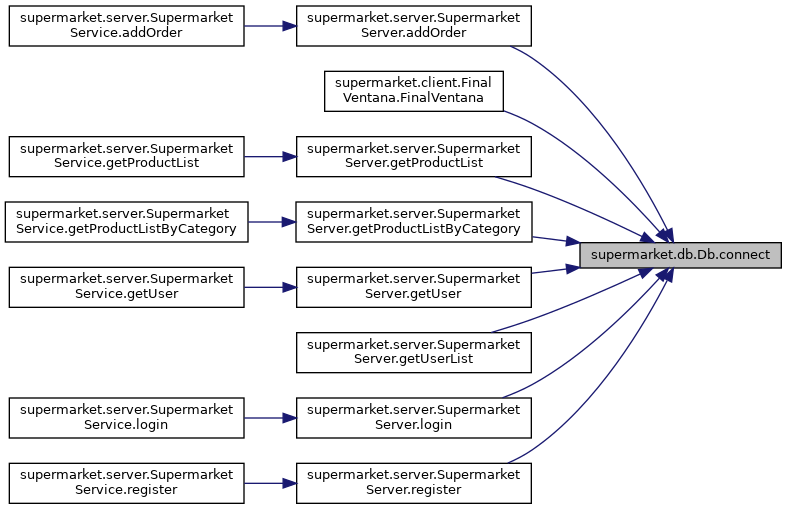 supermarket.server.Supermarket
Service.addOrder
supermarket.server.Supermarket
Server.addOrder
supermarket.client.Final
Ventana.FinalVentana
supermarket.server.Supermarket
Service.getProductList
supermarket.server.Supermarket
Server.getProductList
supermarket.server.Supermarket
Service.getProductListByCategory
supermarket.server.Supermarket
Server.getProductListByCategory
supermarket.db.Db.connect
supermarket.server.Supermarket
Service.getUser
supermarket.server.Supermarket
Server.getUser
supermarket.server.Supermarket
Server.getUserList
supermarket.server.Supermarket
Service.login
supermarket.server.Supermarket
Server.login
supermarket.server.Supermarket
Service.register
supermarket.server.Supermarket
Server.register